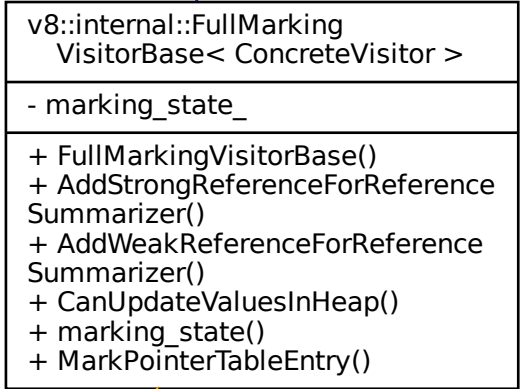 v8::internal::FullMarking
VisitorBase< ConcreteVisitor >
- marking_state_
+ FullMarkingVisitorBase()
+ AddStrongReferenceForReference
Summarizer()
+ AddWeakReferenceForReference
Summarizer()
+ CanUpdateValuesInHeap()
+ marking_state()
+ MarkPointerTableEntry()